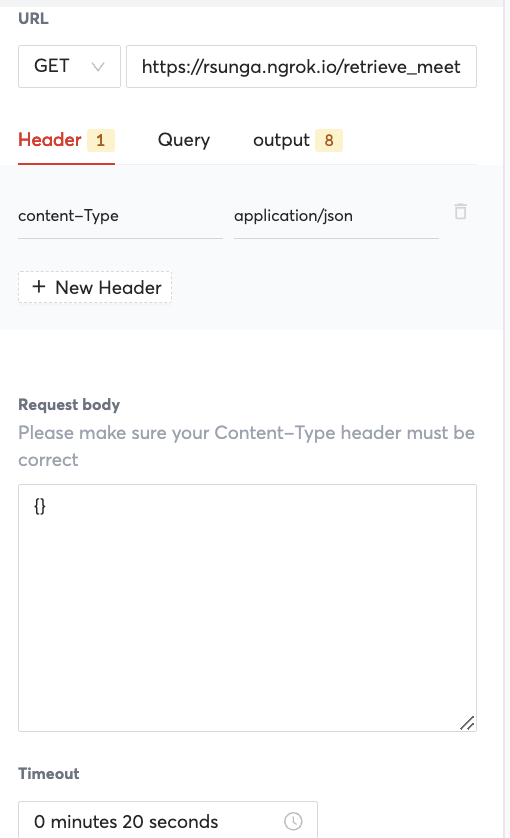 URL
GET https://rsunga.ngrok.io/retrieve_meet
Header 1 Query output 8
content-Type application/json
+ New Header
Request body
Please make sure your Content-Type header must be
correct
{}
Timeout
0 minutes 20 seconds